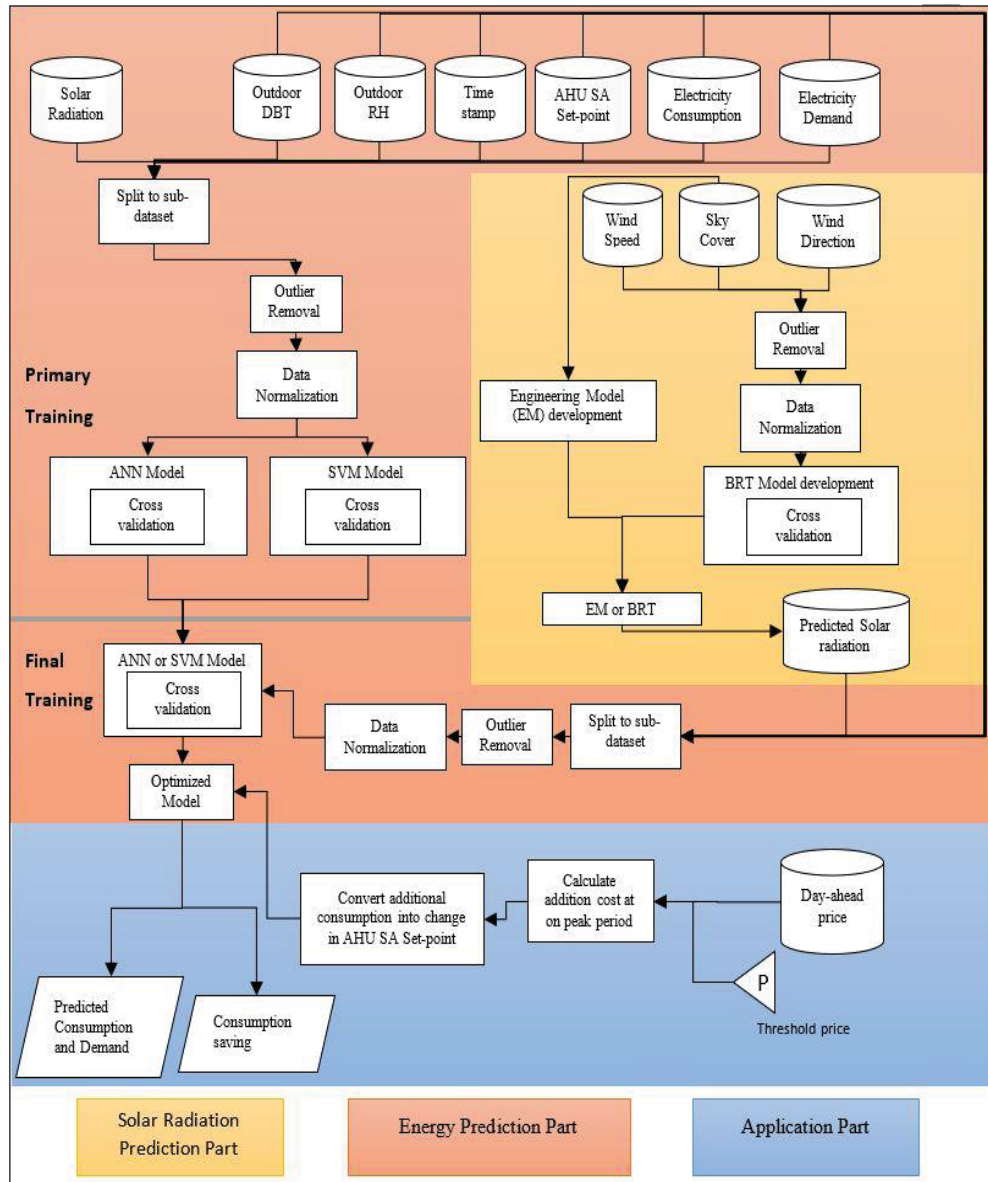 Solar
Radiation
Outdoor
DBT
Outdoor
RH
Time
stamp
AHU SA
Set-point
Electricity
Consumption
Electricity
Demand
Split to sub-
dataset
Wind
Speed
Sky
Cover
Wind
Direction
Outlier
Removal
Outlier
Removal
Primary
Training
Data
Normalization
Engineering Model
(EM) development
Data
Normalization
ANN Model
Cross
validation
SVM Model
Cross
validation
BRT Model development
Cross
validation
EM or BRT
Predicted Solar
radiation
Final
Training
ANN or SVM Model
Cross
validation
Data
Normalization
Outlier
Removal
Split to sub-
dataset
Optimized
Model
Convert additional
consumption into change
in AHU SA Set-point
Calculate
addition cost at
on peak period
Day-ahead
price
P
Threshold price
Predicted
Consumption
and Demand
Consumption
saving
Solar Radiation
Prediction Part
Energy Prediction Part
Application Part